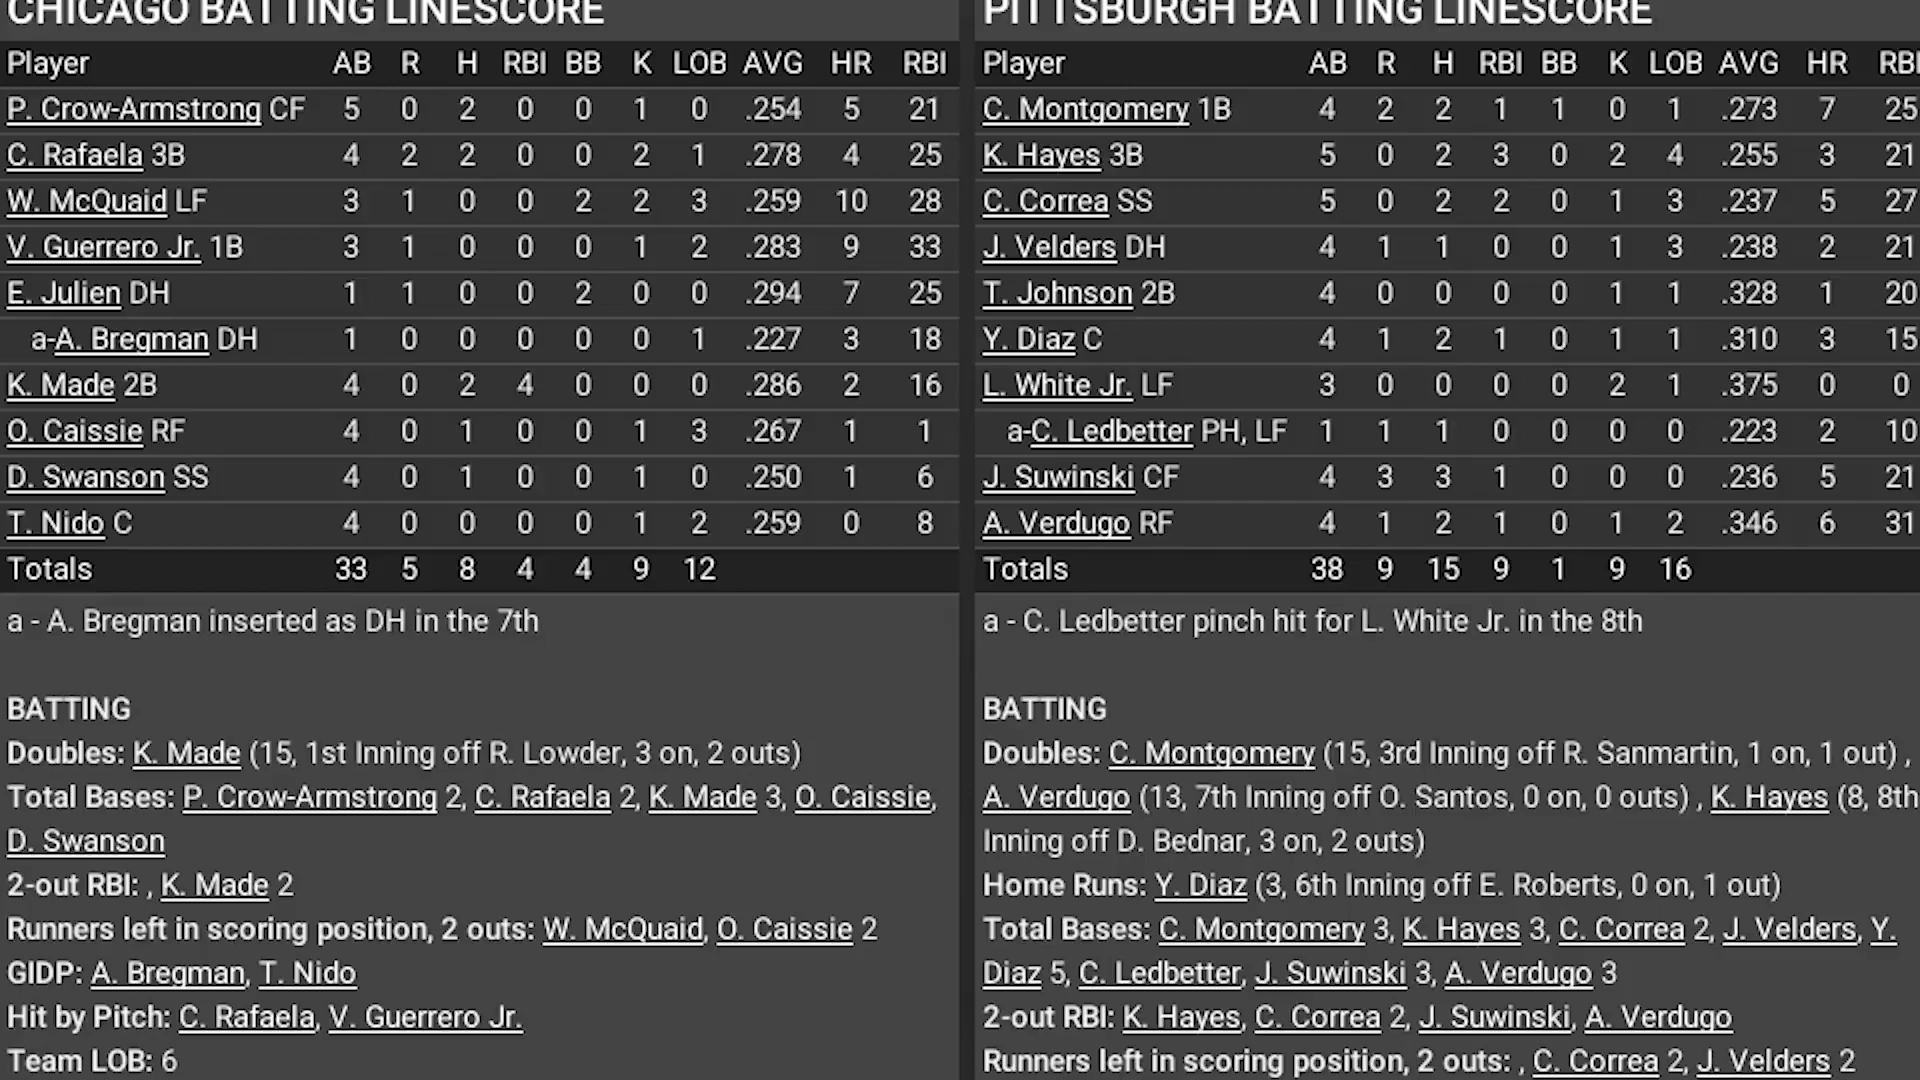 CHICAGO BATTING LINESCORE
Player AB R H RBI BB K LOB AVG HR RBI
P. Crow-Armstrong CF 5 0 2 0 0 1 0 .254 5 21
C. Rafaela 3B 4 2 2 0 0 2 1 .278 4 25
W. McQuaid LF 3 1 0 0 2 2 3 .259 10 28
V. Guerrero Jr. 1B 3 1 0 0 0 1 2 .283 9 33
E. Julien DH 1 1 0 0 2 0 0 .294 7 25
a-A. Bregman DH 1 0 0 0 0 0 1 .227 3 18
K. Made 2B 4 0 2 4 0 0 0 .286 2 16
O. Caissie RF 4 0 1 0 0 1 3 .267 1 1
D. Swanson SS 4 0 1 0 0 1 0 .250 1 6
T. Nido C 4 0 0 0 0 1 2 .259 0 8
Totals 33 5 8 4 4 9 12
a - A. Bregman inserted as DH in the 7th
BATTING
Doubles: K. Made (15, 1st Inning off R. Lowder, 3 on, 2 outs)
Total Bases: P. Crow-Armstrong 2, C. Rafaela 2, K. Made 3, O. Caissie,
D. Swanson
2-out RBI: , K. Made 2
Runners left in scoring position, 2 outs: W. McQuaid, O. Caissie 2
GIDP: A. Bregman, T. Nido
Hit by Pitch: C. Rafaela, V. Guerrero Jr.
Team LOB: 6
PITTSBURGH BATTING LINESCORE
Player AB R H RBI BB K LOB AVG HR RBI
C. Montgomery 1B 4 2 2 1 1 0 1 .273 7 25
K. Hayes 3B 5 0 2 3 0 2 4 .255 3 21
C. Correa SS 5 0 2 2 0 1 3 .237 5 27
J. Velders DH 4 1 1 0 0 1 3 .238 2 21
T. Johnson 2B 4 0 0 0 0 1 1 .328 1 20
Y. Diaz C 4 1 2 1 0 1 1 .310 3 15
L. White Jr. LF 3 0 0 0 0 2 1 .375 0 0
a-C. Ledbetter PH, LF 1 1 1 0 0 0 0 .223 2 10
J. Suwinski CF 4 3 3 1 0 0 0 .236 5 21
A. Verdugo RF 4 1 2 1 0 1 2 .346 6 31
Totals 38 9 15 9 1 9 16
a - C. Ledbetter pinch hit for L. White Jr. in the 8th
BATTING
Doubles: C. Montgomery (15, 3rd Inning off R. Sanmartin, 1 on, 1 out) ,
A. Verdugo (13, 7th Inning off O. Santos, 0 on, 0 outs) , K. Hayes (8, 8th
Inning off D. Bednar, 3 on, 2 outs)
Home Runs: Y. Diaz (3, 6th Inning off E. Roberts, 0 on, 1 out)
Total Bases: C. Montgomery 3, K. Hayes 3, C. Correa 2, J. Velders, Y.
Diaz 5, C. Ledbetter, J. Suwinski 3, A. Verdugo 3
2-out RBI: K. Hayes, C. Correa 2, J. Suwinski, A. Verdugo
Runners left in scoring position, 2 outs: , C. Correa 2, J. Velders 2